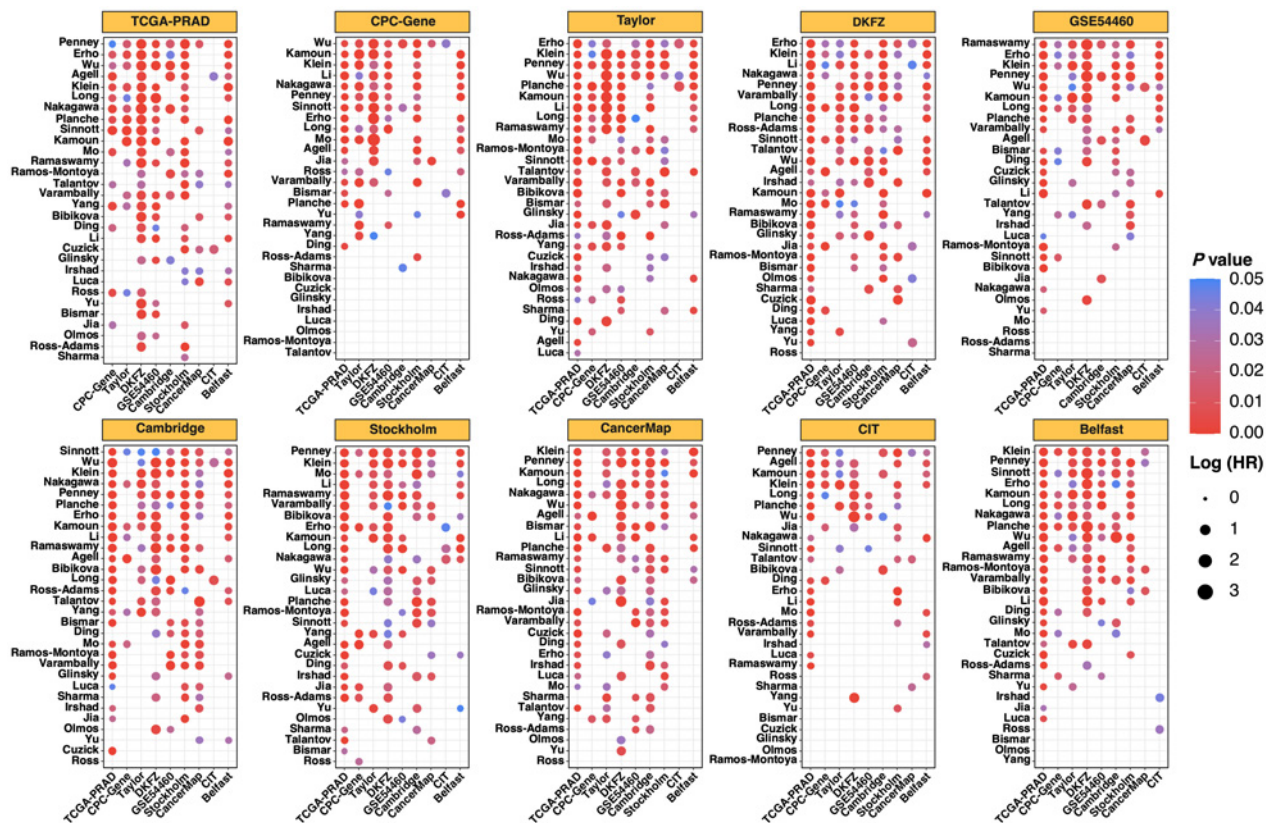 TCGA-PRAD
Penney
Erho
Wu
Agell
Klein
Long
Nakagawa
Planche
Sinnott
Kamoun
Mo
Ramaswamy
Ramos-Montoya
Talantov
Varambally
Yang
Bibikova
Ding
Li
Cuzick
Glinsky
Irshad
Luca
Ross
Yu
Bismar
Jia
Olmos
Ross-Adams
Sharma
CPC-Gene
Taylor
DKFZ
GSE54460
Cambridge
Stockholm
CancerMap
CIT
Belfast
CPC-Gene
Wu
Kamoun
Klein
Li
Nakagawa
Penney
Sinnott
Erho
Long
Mo
Agell
Jia
Ross
Varambally
Bismar
Planche
Yu
Ramaswamy
Yang
Ding
Ross-Adams
Sharma
Bibikova
Cuzick
Glinsky
Irshad
Luca
Olmos
Ramos-Montoya
Talantov
TCGA-PRAD
Taylor
DKFZ
GSE54460
Cambridge
Stockholm
CancerMap
CIT
Belfast
Taylor
Erho
Klein
Penney
Wu
Planche
Kamoun
Li
Long
Ramaswamy
Mo
Ramos-Montoya
Sinnott
Talantov
Varambally
Bibikova
Bismar
Glinsky
Jia
Ross-Adams
Yang
Cuzick
Irshad
Nakagawa
Olmos
Ross
Sharma
Ding
Yu
Agell
Luca
TCGA-PRAD
CPC-Gene
DKFZ
GSE54460
Cambridge
Stockholm
CancerMap
CIT
Belfast
DKFZ
Erho
Klein
Li
Nakagawa
Penney
Varambally
Long
Planche
Ross-Adams
Sinnott
Talantov
Wu
Agell
Irshad
Kamoun
Mo
Ramaswamy
Bibikova
Glinsky
Jia
Ramos-Montoya
Bismar
Olmos
Sharma
Cuzick
Ding
Luca
Yang
Yu
Ross
TCGA-PRAD
CPC-Gene
Taylor
GSE54460
Cambridge
Stockholm
CancerMap
CIT
Belfast
GSE54460
Ramaswamy
Erho
Klein
Penney
Wu
Kamoun
Long
Planche
Varambally
Agell
Bismar
Ding
Cuzick
Glinsky
Li
Talantov
Yang
Luca
Ramos-Montoya
Sinnott
Bibikova
Jia
Nakagawa
Olmos
Yu
Mo
Ross
Ross-Adams
Sharma
TCGA-PRAD
CPC-Gene
Taylor
DKFZ
Cambridge
Stockholm
CancerMap
CIT
Belfast
Cambridge
Sinnott
Wu
Klein
Nakagawa
Penney
Planche
Erho
Kamoun
Li
Ramaswamy
Agell
Bibikova
Long
Ross-Adams
Talantov
Yang
Bismar
Ding
Mo
Ramos-Montoya
Varambally
Glinsky
Luca
Sharma
Irshad
Jia
Olmos
Yu
Cuzick
TCGA-PRAD
CPC-Gene
Taylor
DKFZ
GSE54460
Stockholm
CancerMap
CIT
Belfast
Stockholm
Penney
Klein
Mo
Li
Ramaswamy
Varambally
Bibikova
Erho
Kamoun
Long
Nakagawa
Wu
Glinsky
Luca
Planche
Ramos-Montoya
Sinnott
Yang
Agell
Cuzick
Ding
Irshad
Jia
Ross-Adams
Yu
Olmos
Sharma
Talantov
Bismar
Ross
TCGA-PRAD
CPC-Gene
Taylor
DKFZ
GSE54460
Cambridge
CancerMap
CIT
Belfast
CancerMap
Klein
Penney
Kamoun
Long
Nakagawa
Wu
Agell
Bismar
Li
Planche
Ramaswamy
Sinnott
Bibikova
Glinsky
Jia
Ramos-Montoya
Varambally
Cuzick
Ding
Erho
Irshad
Luca
Mo
Sharma
Talantov
Yang
Ross-Adams
Olmos
Yu
Ross
TCGA-PRAD
CPC-Gene
Taylor
DKFZ
GSE54460
Cambridge
Stockholm
CIT
Belfast
CIT
Penney
Agell
Kamoun
Klein
Long
Planche
Wu
Jia
Nakagawa
Sinnott
Talantov
Bibikova
Ding
Erho
Li
Mo
Ross-Adams
Varambally
Irshad
Luca
Ramaswamy
Ross
Sharma
Yang
Yu
Bismar
Cuzick
Glinsky
Olmos
Ramos-Montoya
TCGA-PRAD
CPC-Gene
Taylor
DKFZ
GSE54460
Cambridge
Stockholm
CancerMap
Belfast
Belfast
Klein
Penney
Sinnott
Erho
Kamoun
Long
Nakagawa
Planche
Wu
Agell
Ramaswamy
Ramos-Montoya
Varambally
Bibikova
Li
Ding
Glinsky
Mo
Talantov
Cuzick
Ross-Adams
Sharma
Yu
Irshad
Jia
Luca
Ross
Bismar
Olmos
Yang
TCGA-PRAD
CPC-Gene
Taylor
DKFZ
GSE54460
Cambridge
Stockholm
CancerMap
CIT
P value
0.05
0.04
0.03
0.02
0.01
0.00
Log (HR)
0
1
2
3